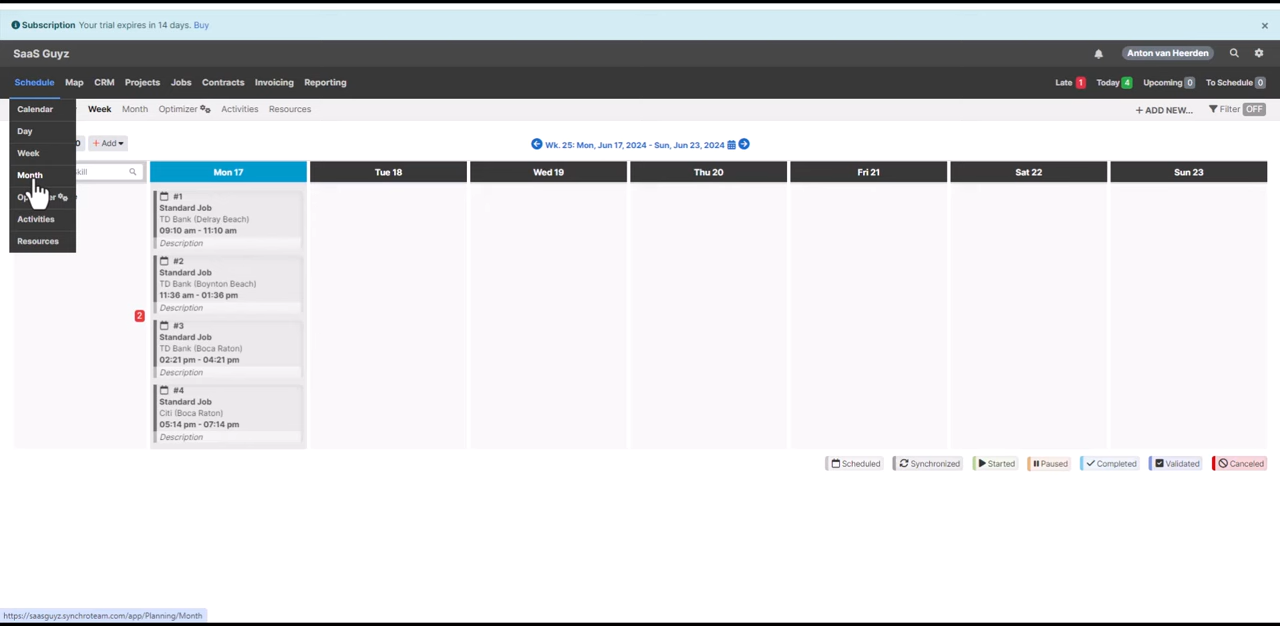 Subscription Your trial expires in 14 days. Buy
SaaS Guyz
Anton van Heerden
Schedule Map CRM Projects Jobs Contracts Invoicing Reporting
Late 1 Today 4 Upcoming 0 To Schedule 0
Calendar
Day
Week
Month
Activities
Resources
Week Month Optimizer Activities Resources
+ ADD NEW... Filter OFF
+ Add
Wk. 25: Mon, Jun 17, 2024 - Sun, Jun 23, 2024
Mon 17 Tue 18 Wed 19 Thu 20 Fri 21 Sat 22 Sun 23
#1
Standard Job
TD Bank (Delray Beach)
09:10 am - 11:10 am
Description
#2
Standard Job
TD Bank (Boynton Beach)
11:36 am - 01:36 pm
Description
2
#3
Standard Job
TD Bank (Boca Raton)
02:21 pm - 04:21 pm
Description
#4
Standard Job
Citi (Boca Raton)
05:14 pm - 07:14 pm
Description
Scheduled Synchronized Started Paused Completed Validated Canceled
https://saasguyz.synchroteam.com/app/Planning/Month